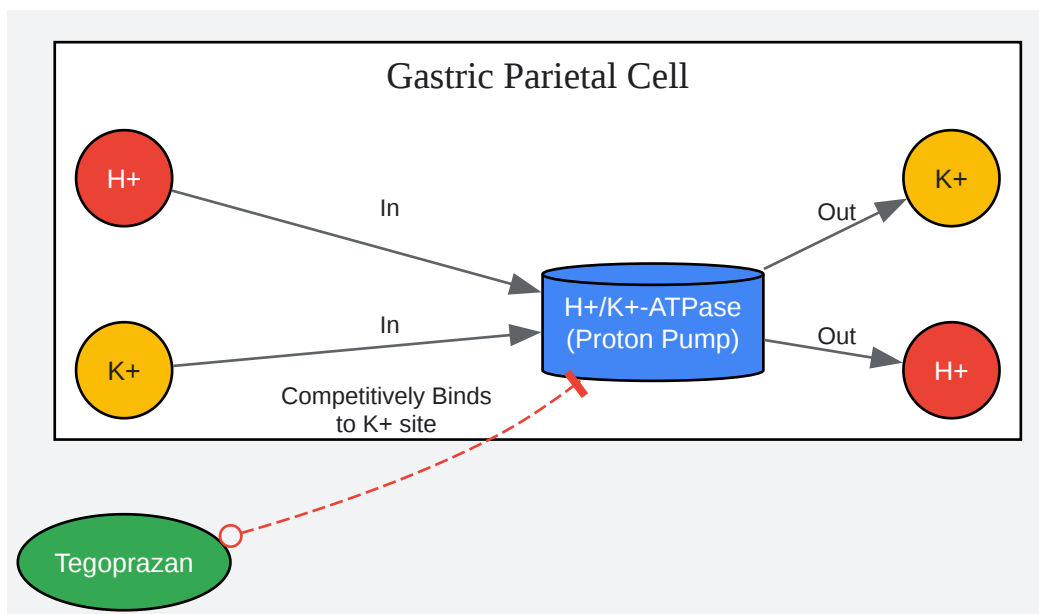 Gastric Parietal Cell
H+
In
K+
Out
H+/K+-ATPase
(Proton Pump)
In
K+
Out
H+
Competitively Binds
to K+ site
Tegoprazan